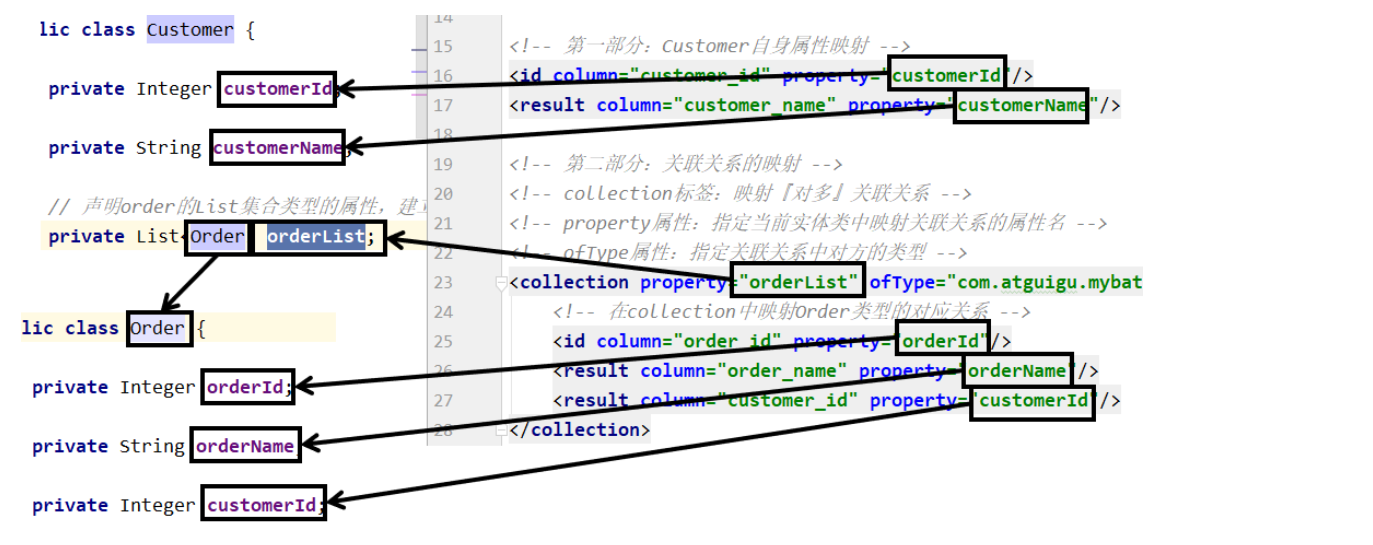 lic class Customer {
private Integer customerId;
private String customerName;
// 声明order的List集合类型的属性，建
private List<Order orderList;
lic class Order {
private Integer orderId;
private String orderName
private Integer customerId;
14
15 <!-- 第一部分：Customer自身属性映射 -->
16 <id column="customer_id" property="customerId"/>
17 <result column="customer_name" property="customerName"/>
18
19 <!-- 第二部分：关联关系的映射 -->
20 <!-- collection标签：映射『对多』关联关系 -->
21 <!-- property属性：指定当前实体类中映射关联关系的属性名 -->
22 <!-- ofType属性：指定关联关系中对方的类型 -->
23 <collection property="orderList" ofType="com.atguigu.mybat
24 <!-- 在collection中映射Order类型的对应关系 -->
25 <id column="order_id" property="orderId"/>
26 <result column="order_name" property="orderName"/>
27 <result column="customer_id" property="customerId"/>
28 </collection>